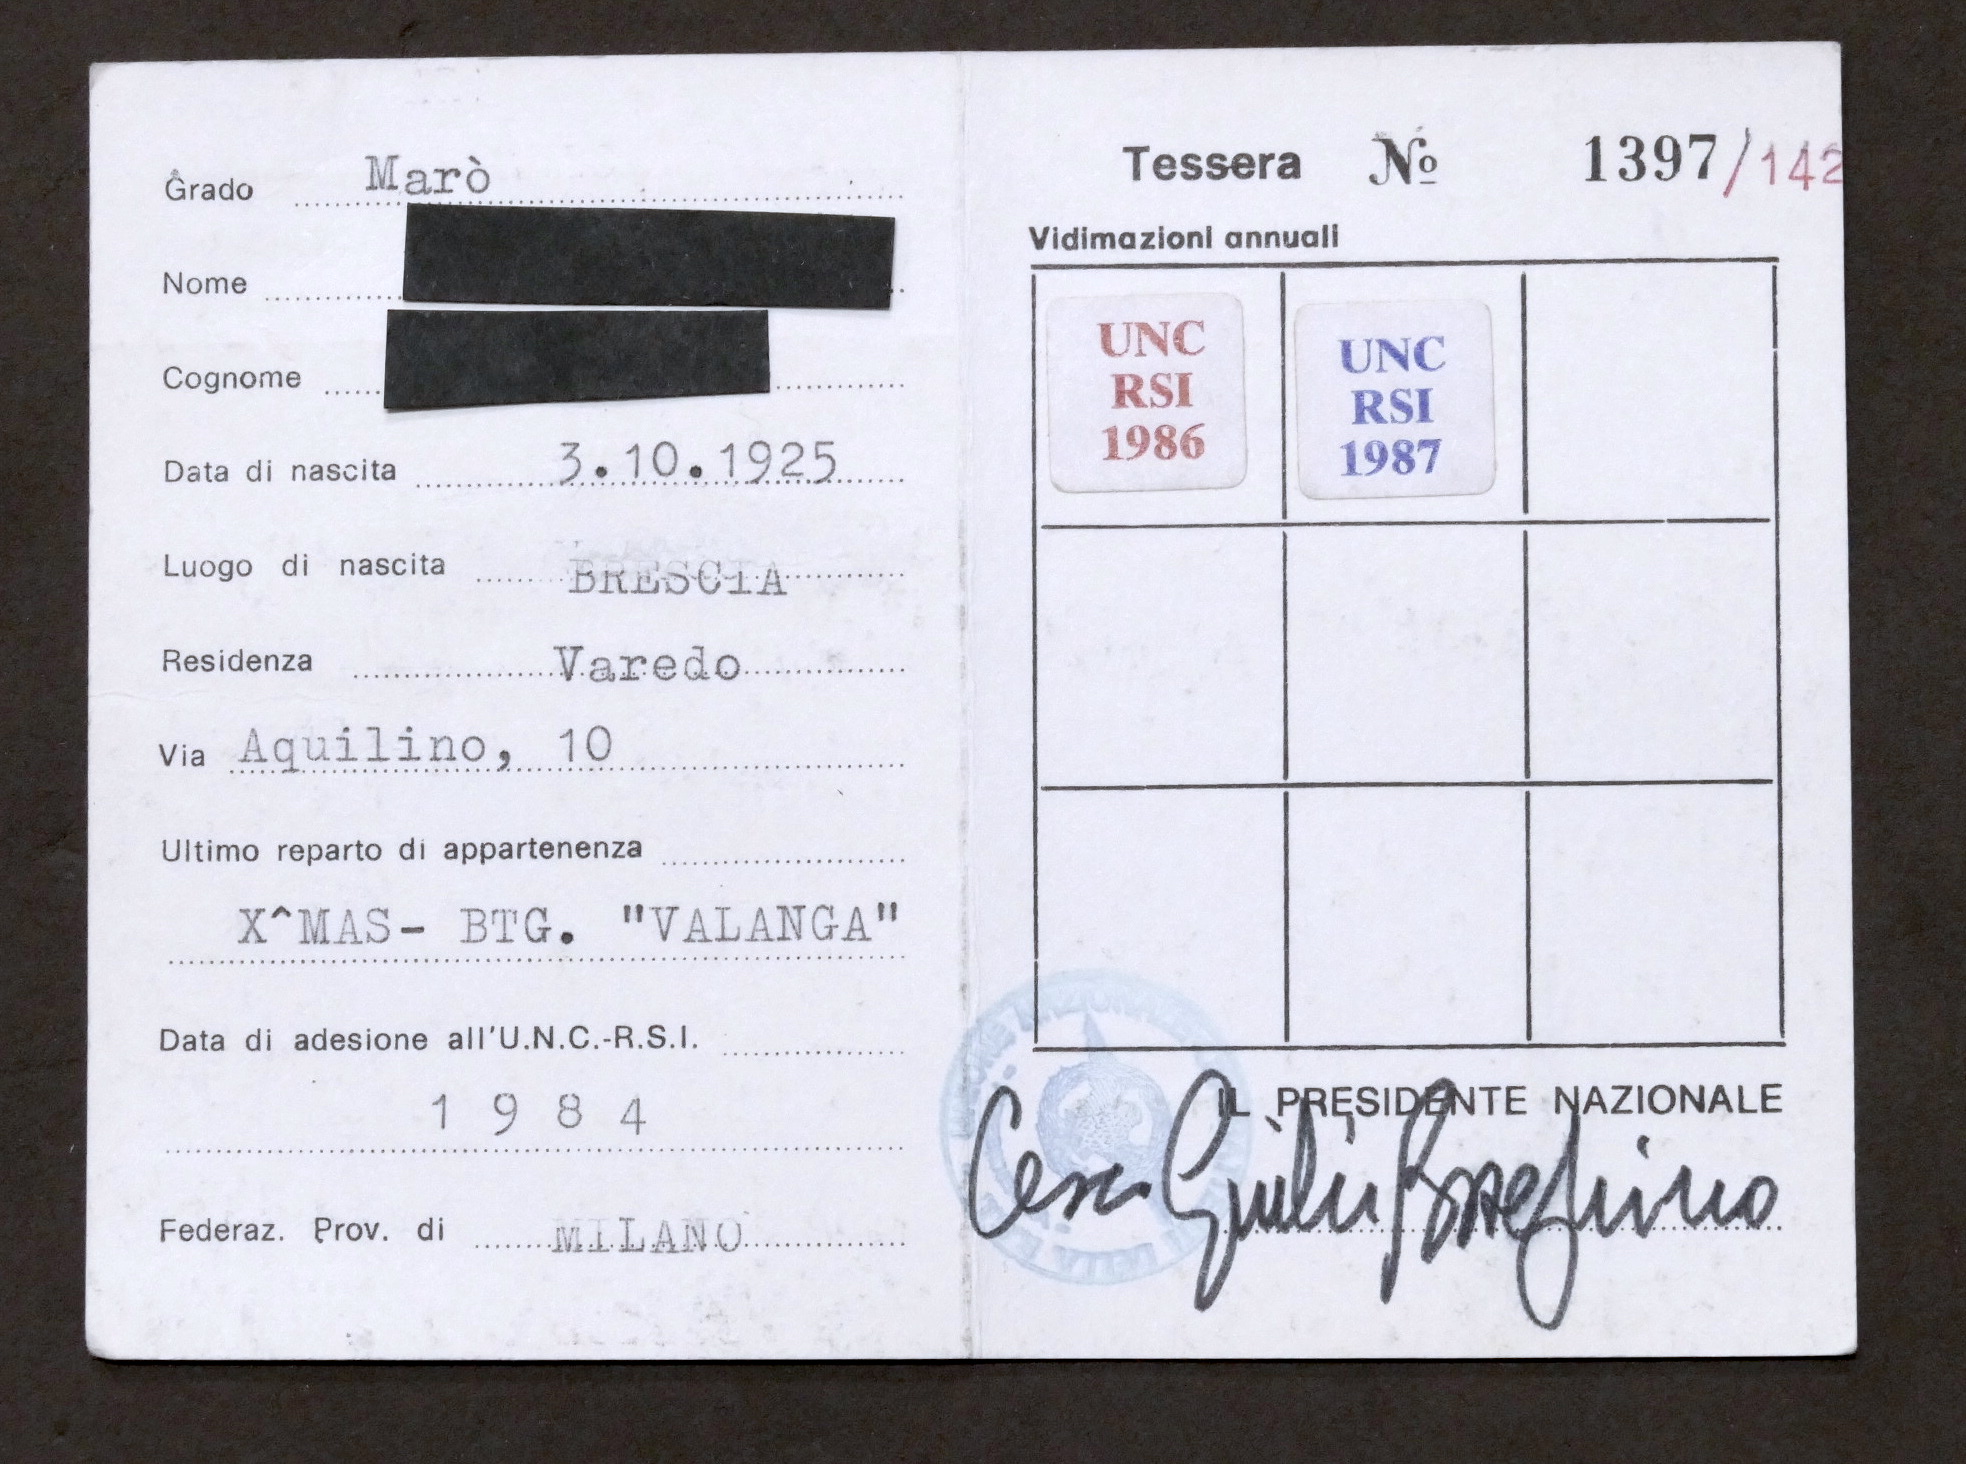 Grado Marò
Nome
Cognome
Data di nascita 3.10.1925
Luogo di nascita BRESCIA
Residenza Varedo
Via Aquilino, 10
Ultimo reparto di appartenenza
X^MAS- BTG. "VALANGA"
Data di adesione all'U.N.C.-R.S.I.
1 9 8 4
Federaz. Prov. di MILANO
Tessera No 1397/142
Vidimazioni annuali
UNC
RSI
1986
UNC
RSI
1987
IL PRESIDENTE NAZIONALE